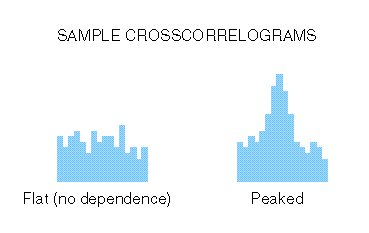 SAMPLE CROSSCORRELOGRAMS
Flat (no dependence)
Peaked